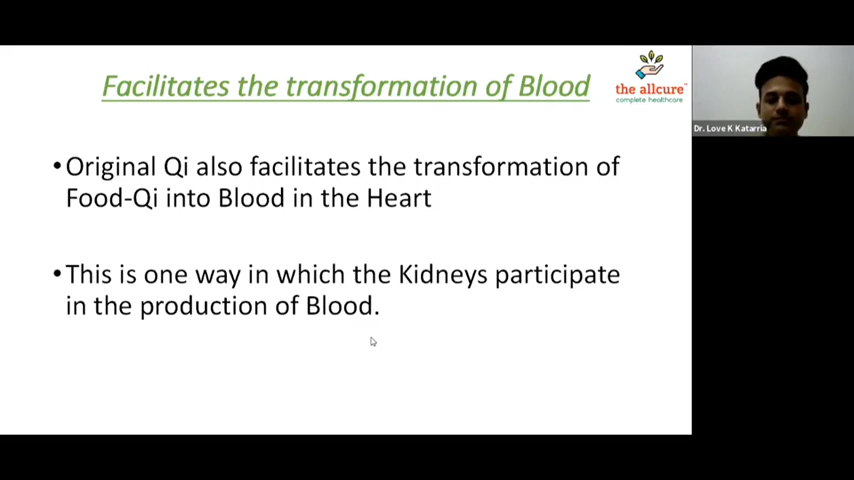 Facilitates the transformation of Blood
the allcure
complete healthcare
Dr. Love K Katarria
•Original Qi also facilitates the transformation of
Food-Qi into Blood in the Heart
•This is one way in which the Kidneys participate
in the production of Blood.